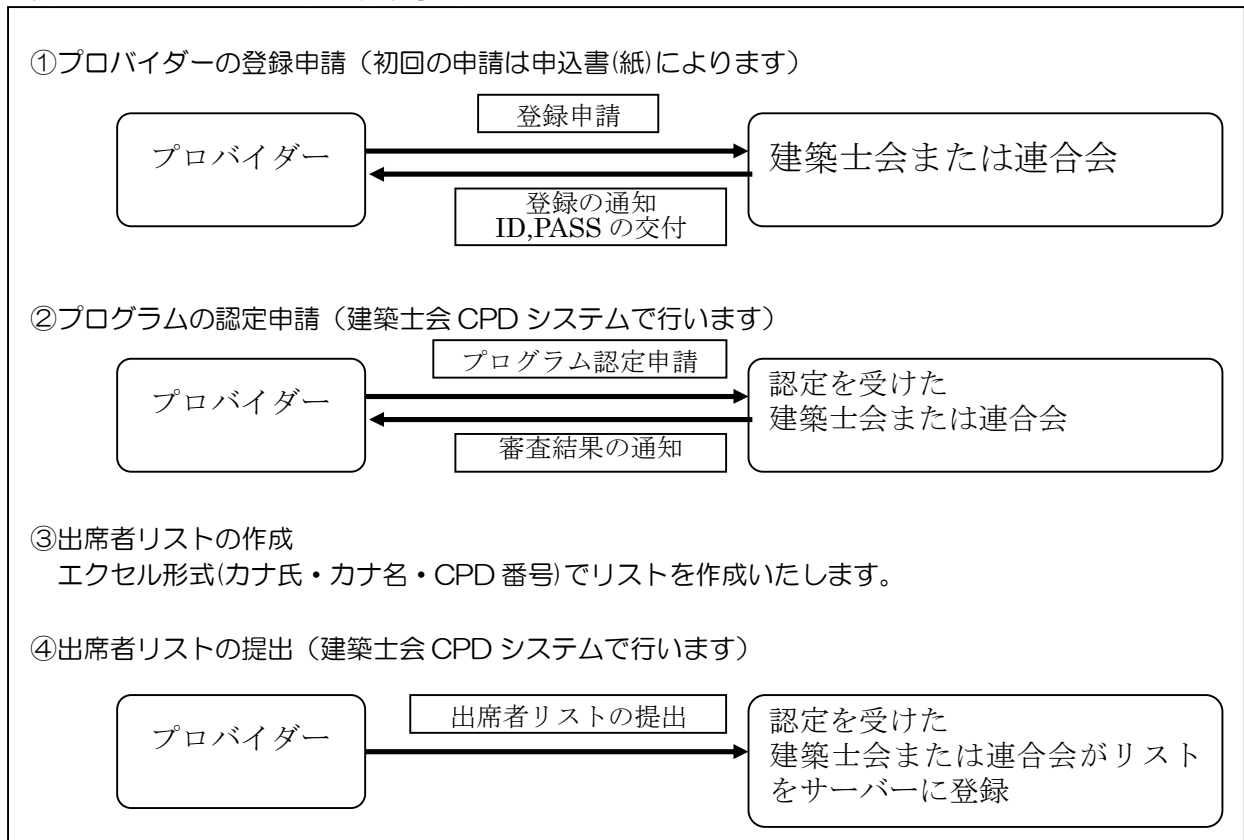 ①プロバイダーの登録申請（初回の申請は申込書(紙)によります）
登録申請
プロバイダー
建築士会または連合会
登録の通知
ID,PASS の交付
②プログラムの認定申請（建築士会 CPD システムで行います）
プログラム認定申請
プロバイダー
認定を受けた
建築士会または連合会
審査結果の通知
③出席者リストの作成
エクセル形式(カナ氏・カナ名・CPD 番号)でリストを作成いたします。
④出席者リストの提出（建築士会 CPD システムで行います）
出席者リストの提出
プロバイダー
認定を受けた
建築士会または連合会がリスト
をサーバーに登録